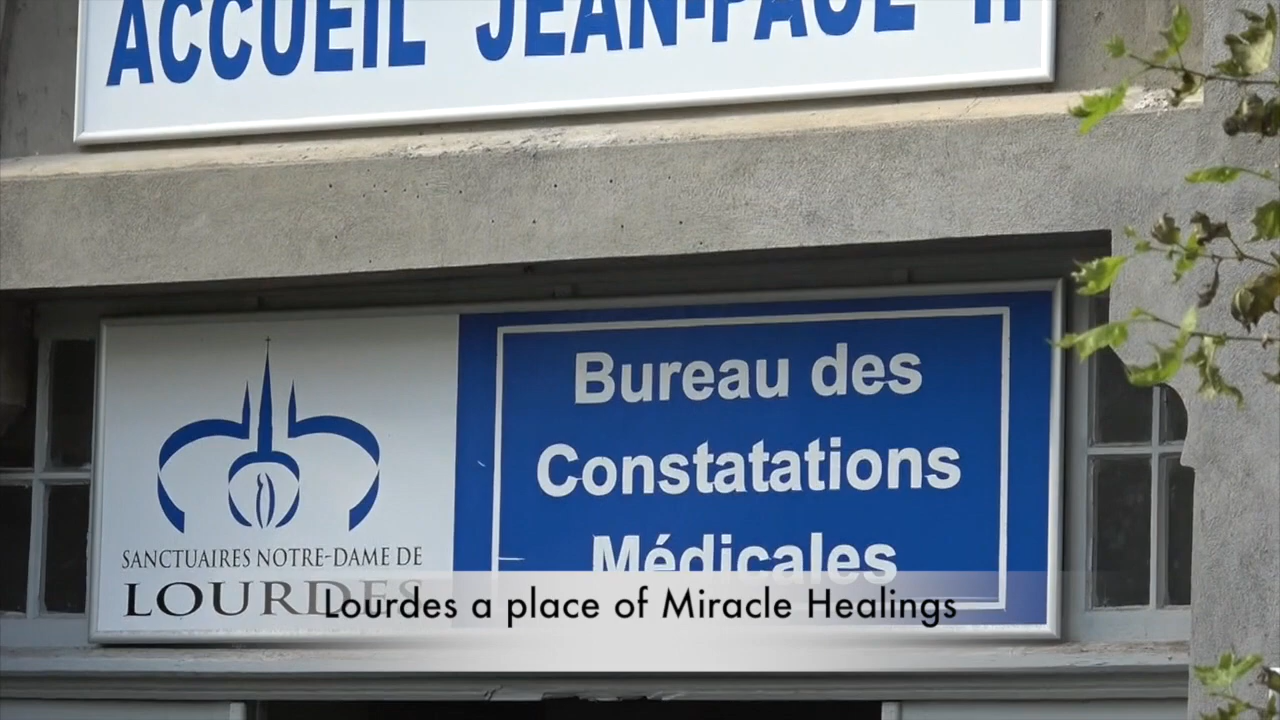 ACCUEIL JEAN-PAUL II
Bureau des
Constatations
Médicales
SANCTUAIRES NOTRE-DAME DE
LOURDES
Lourdes a place of Miracle Healings